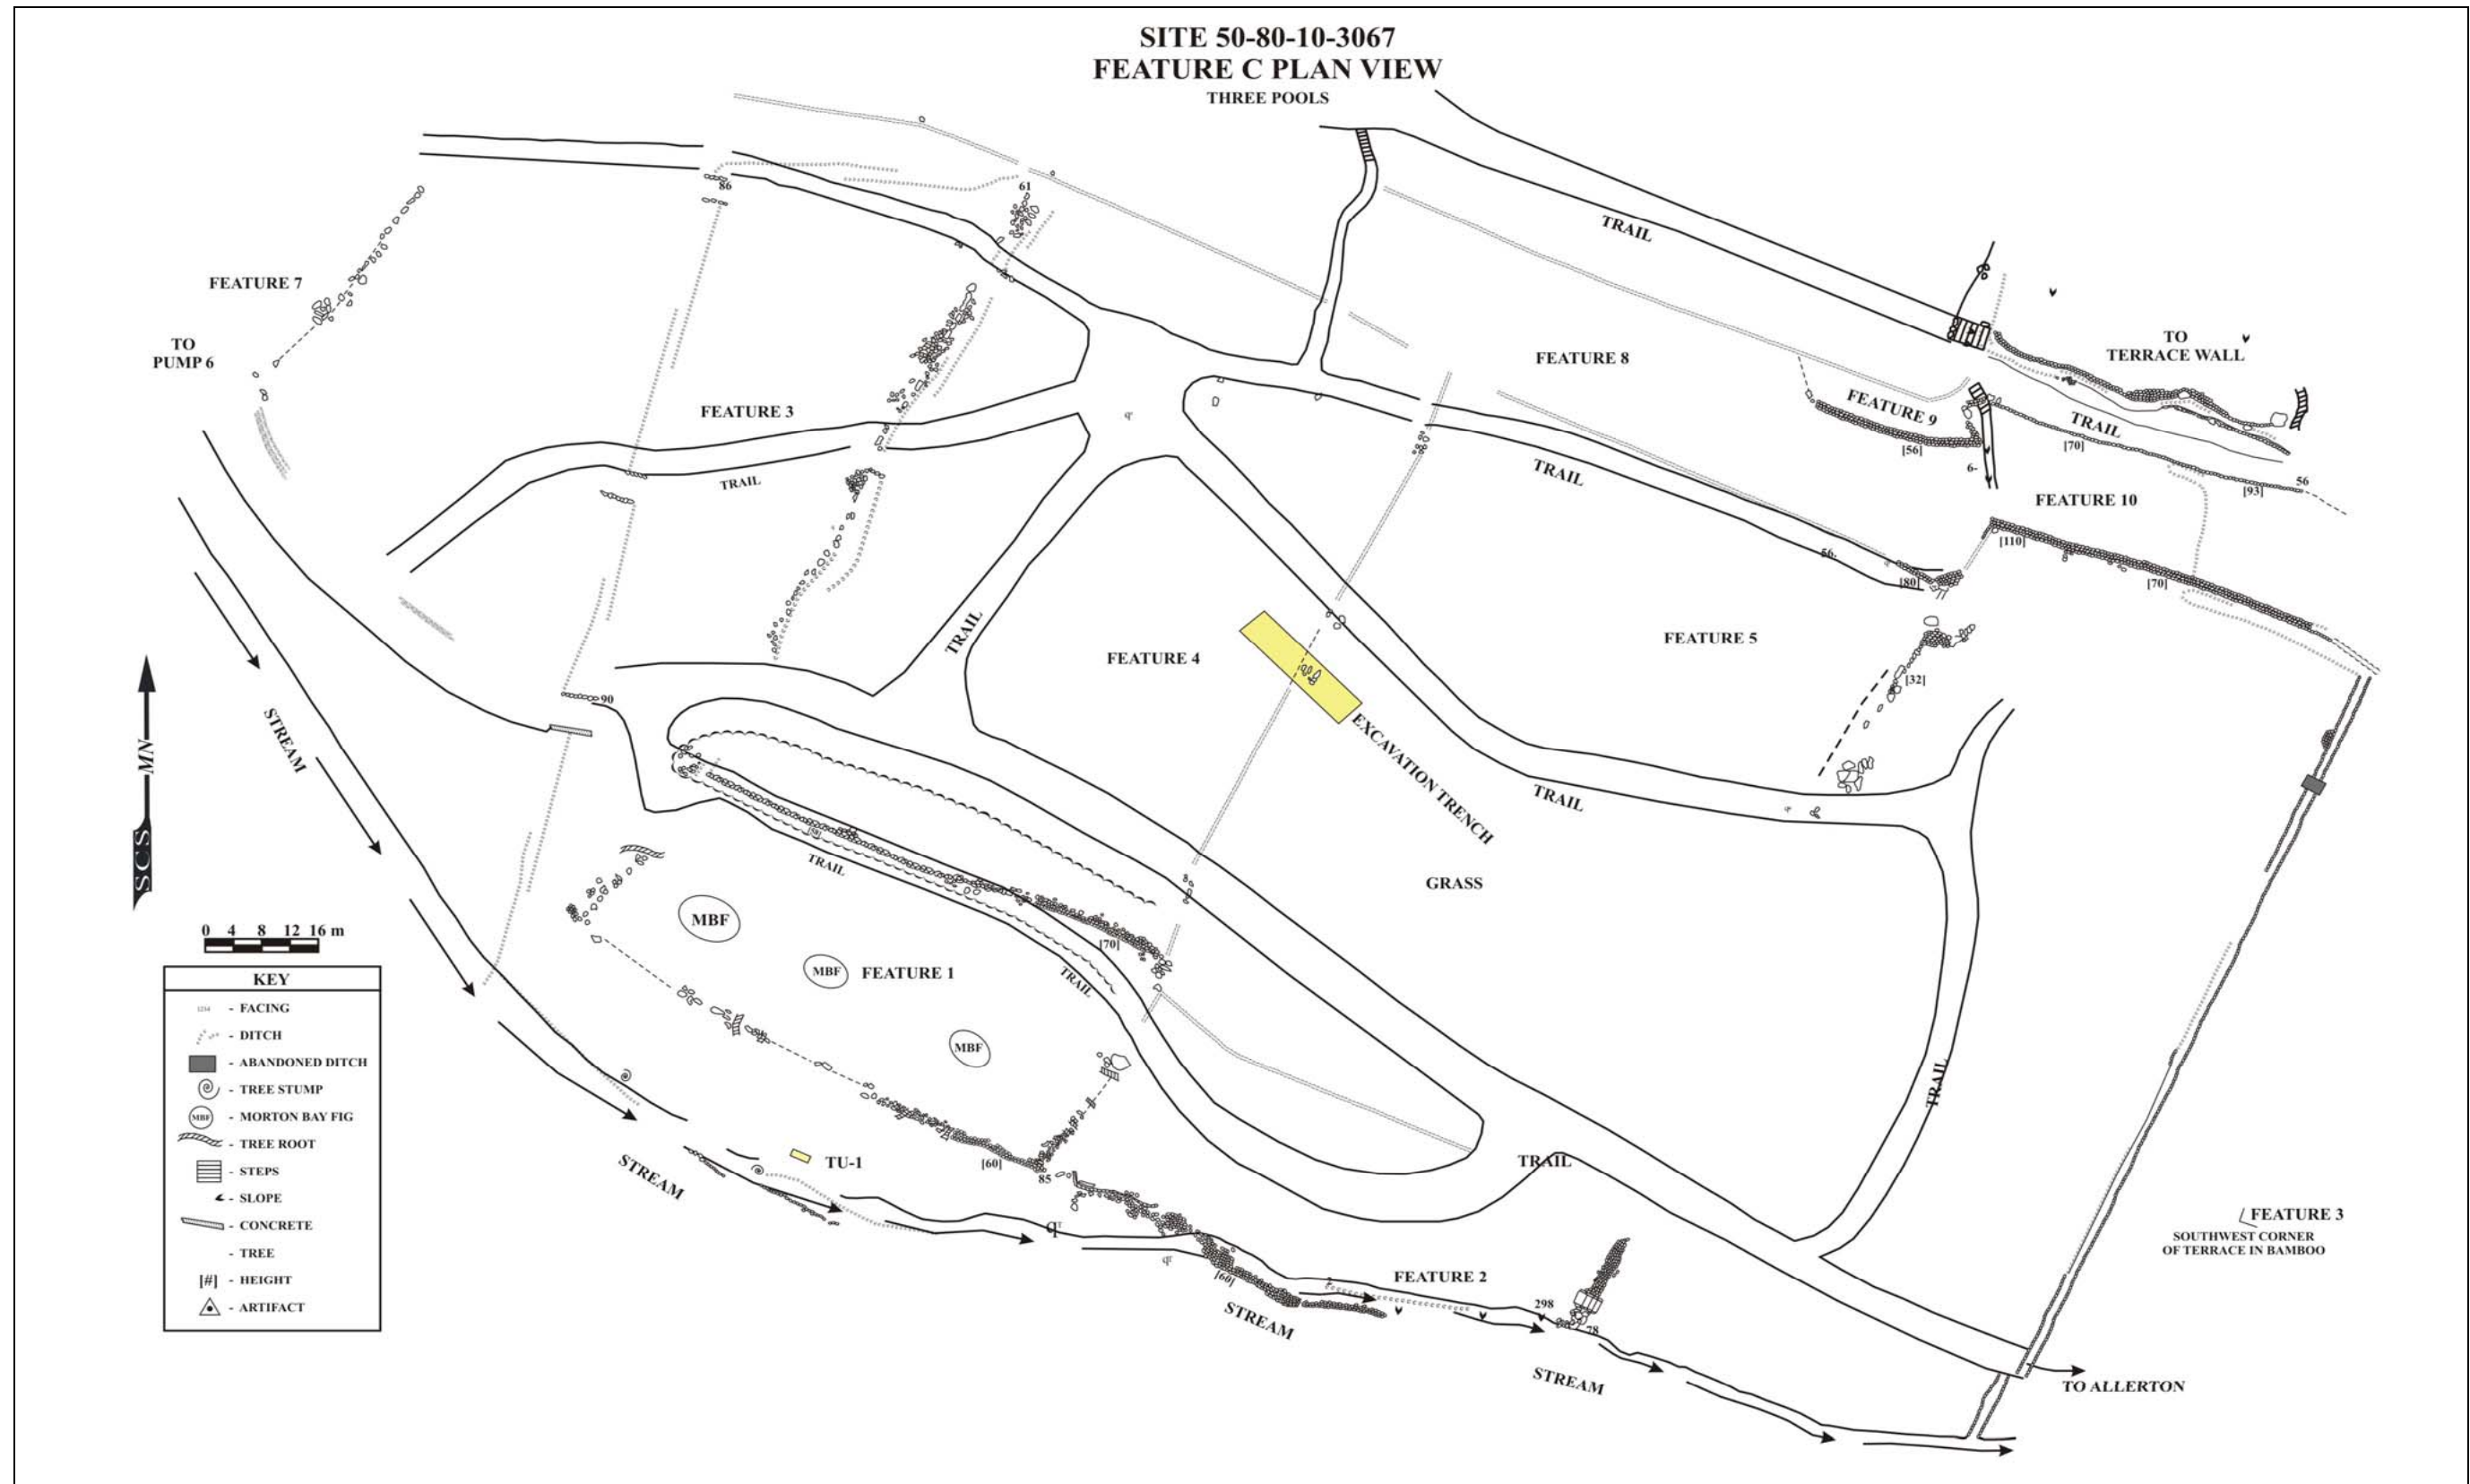 SITE 50-80-10-3067
FEATURE C PLAN VIEW
THREE POOLS
86
61
TRAIL
FEATURE 7
TO
PUMP 6
FEATURE 3
TRAIL
FEATURE 8
TO
TERRACE WALL
FEATURE 9
[56]
TRAIL
[70]
6-
[93]
56
FEATURE 10
TRAIL
56-
[80]
[110]
[70]
TRAIL
FEATURE 4
FEATURE 5
[32]
90
STREAM
EXCAVATION TRENCH
TRAIL
TRAIL
GRASS
MBF
MBF
FEATURE 1
[70]
TRAIL
MBF
TRAIL
MN
SCS
0 4 8 12 16 m
KEY
1234 - FACING
- DITCH
- ABANDONED DITCH
- TREE STUMP
MBF - MORTON BAY FIG
- TREE ROOT
- STEPS
- SLOPE
- CONCRETE
- TREE
[#] - HEIGHT
- ARTIFACT
TU-1
STREAM
[60]
85
TRAIL
[60]
STREAM
FEATURE 2
298
78
STREAM
FEATURE 3
SOUTHWEST CORNER
OF TERRACE IN BAMBOO
TO ALLERTON